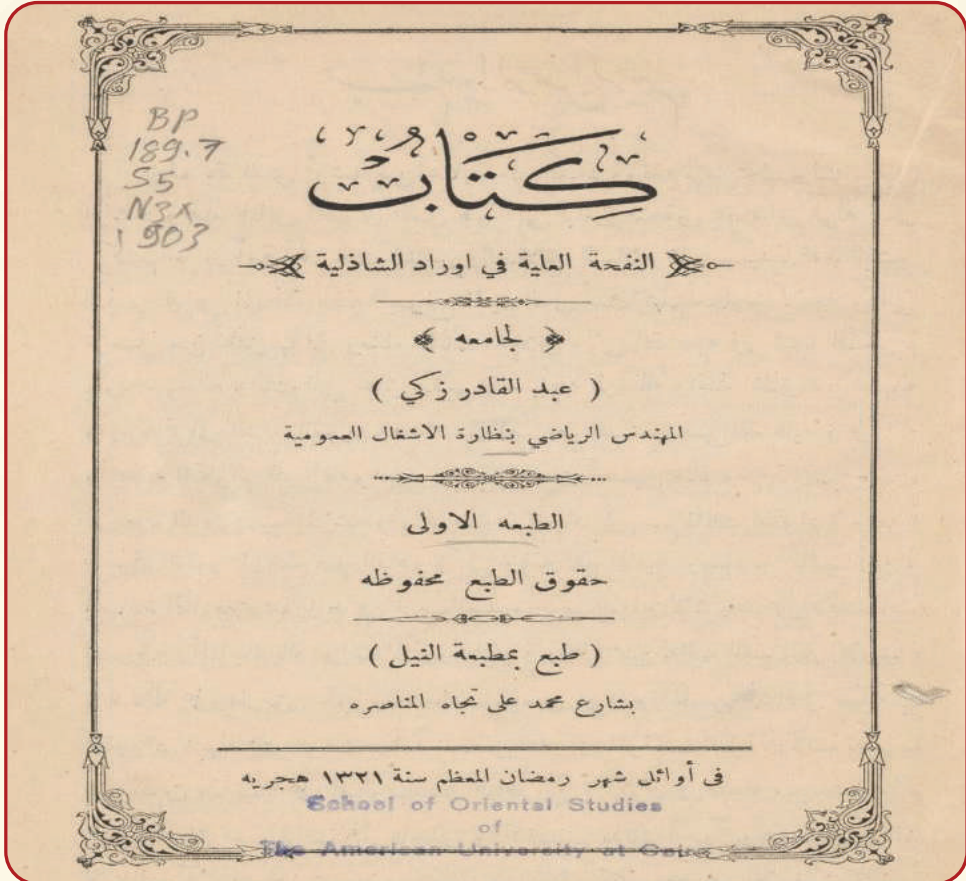 BP
189.7
S5
N3X
1903
كتابُ
النفحة العلية في اوراد الشاذلية
لجامعه
( عبد القادر زكي )
المهندس الرياضي بنظارة الاشغال العمومية
الطبعه الاولى
حقوق الطبع محفوظه
( طبع بمطبعة النيل )
بشارع محمد على تجاه المناصره
فى أوائل شهر رمضان المعظم سنة ١٣٢١ هجريه
School of Oriental Studies
of
The American University at Cairo